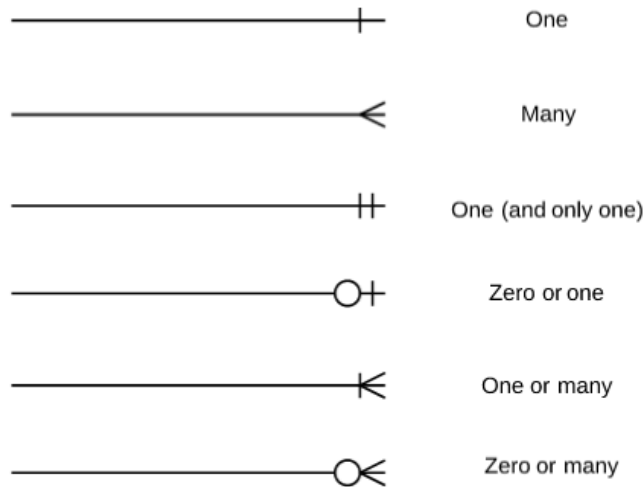 One
Many
One (and only one)
Zero or one
One or many
Zero or many